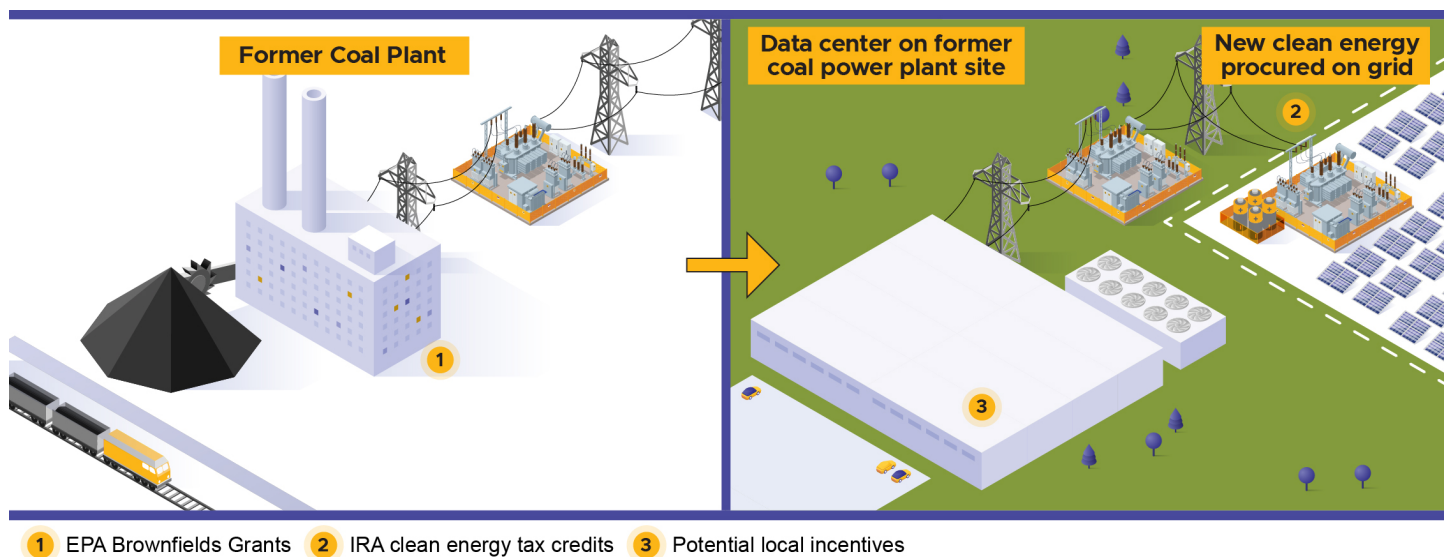 Former Coal Plant
1
Data center on former
coal power plant site
New clean energy
procured on grid
2
3
1 EPA Brownfields Grants 2 IRA clean energy tax credits 3 Potential local incentives